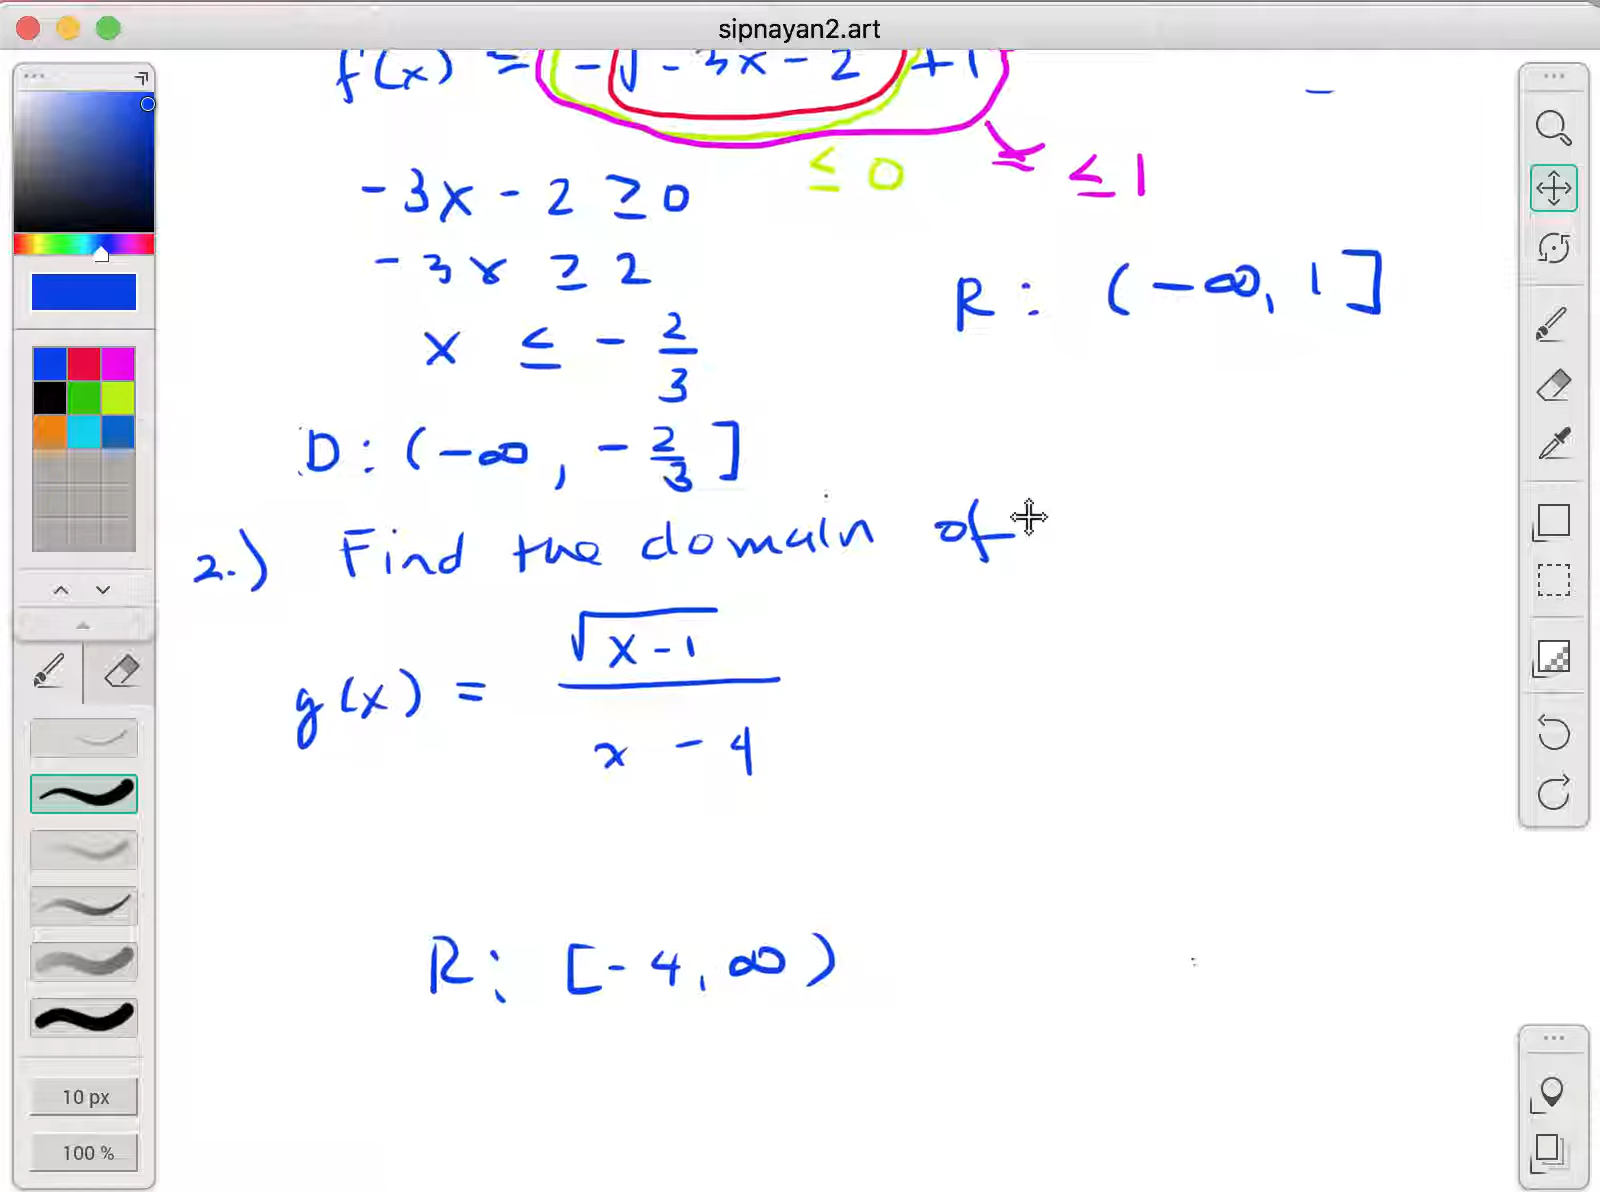 sipnayan2.art
f(x) = -√-3x-2 + 1
≤ 0
≤ 1
-3x - 2 ≥ 0
-3x ≥ 2
x ≤ -2/3
R: (-∞, 1]
D: (-∞, -2/3]
2.) Find the domain of
g(x) = √x-1 / x - 4
R: [-4, ∞)
10 px
100 %